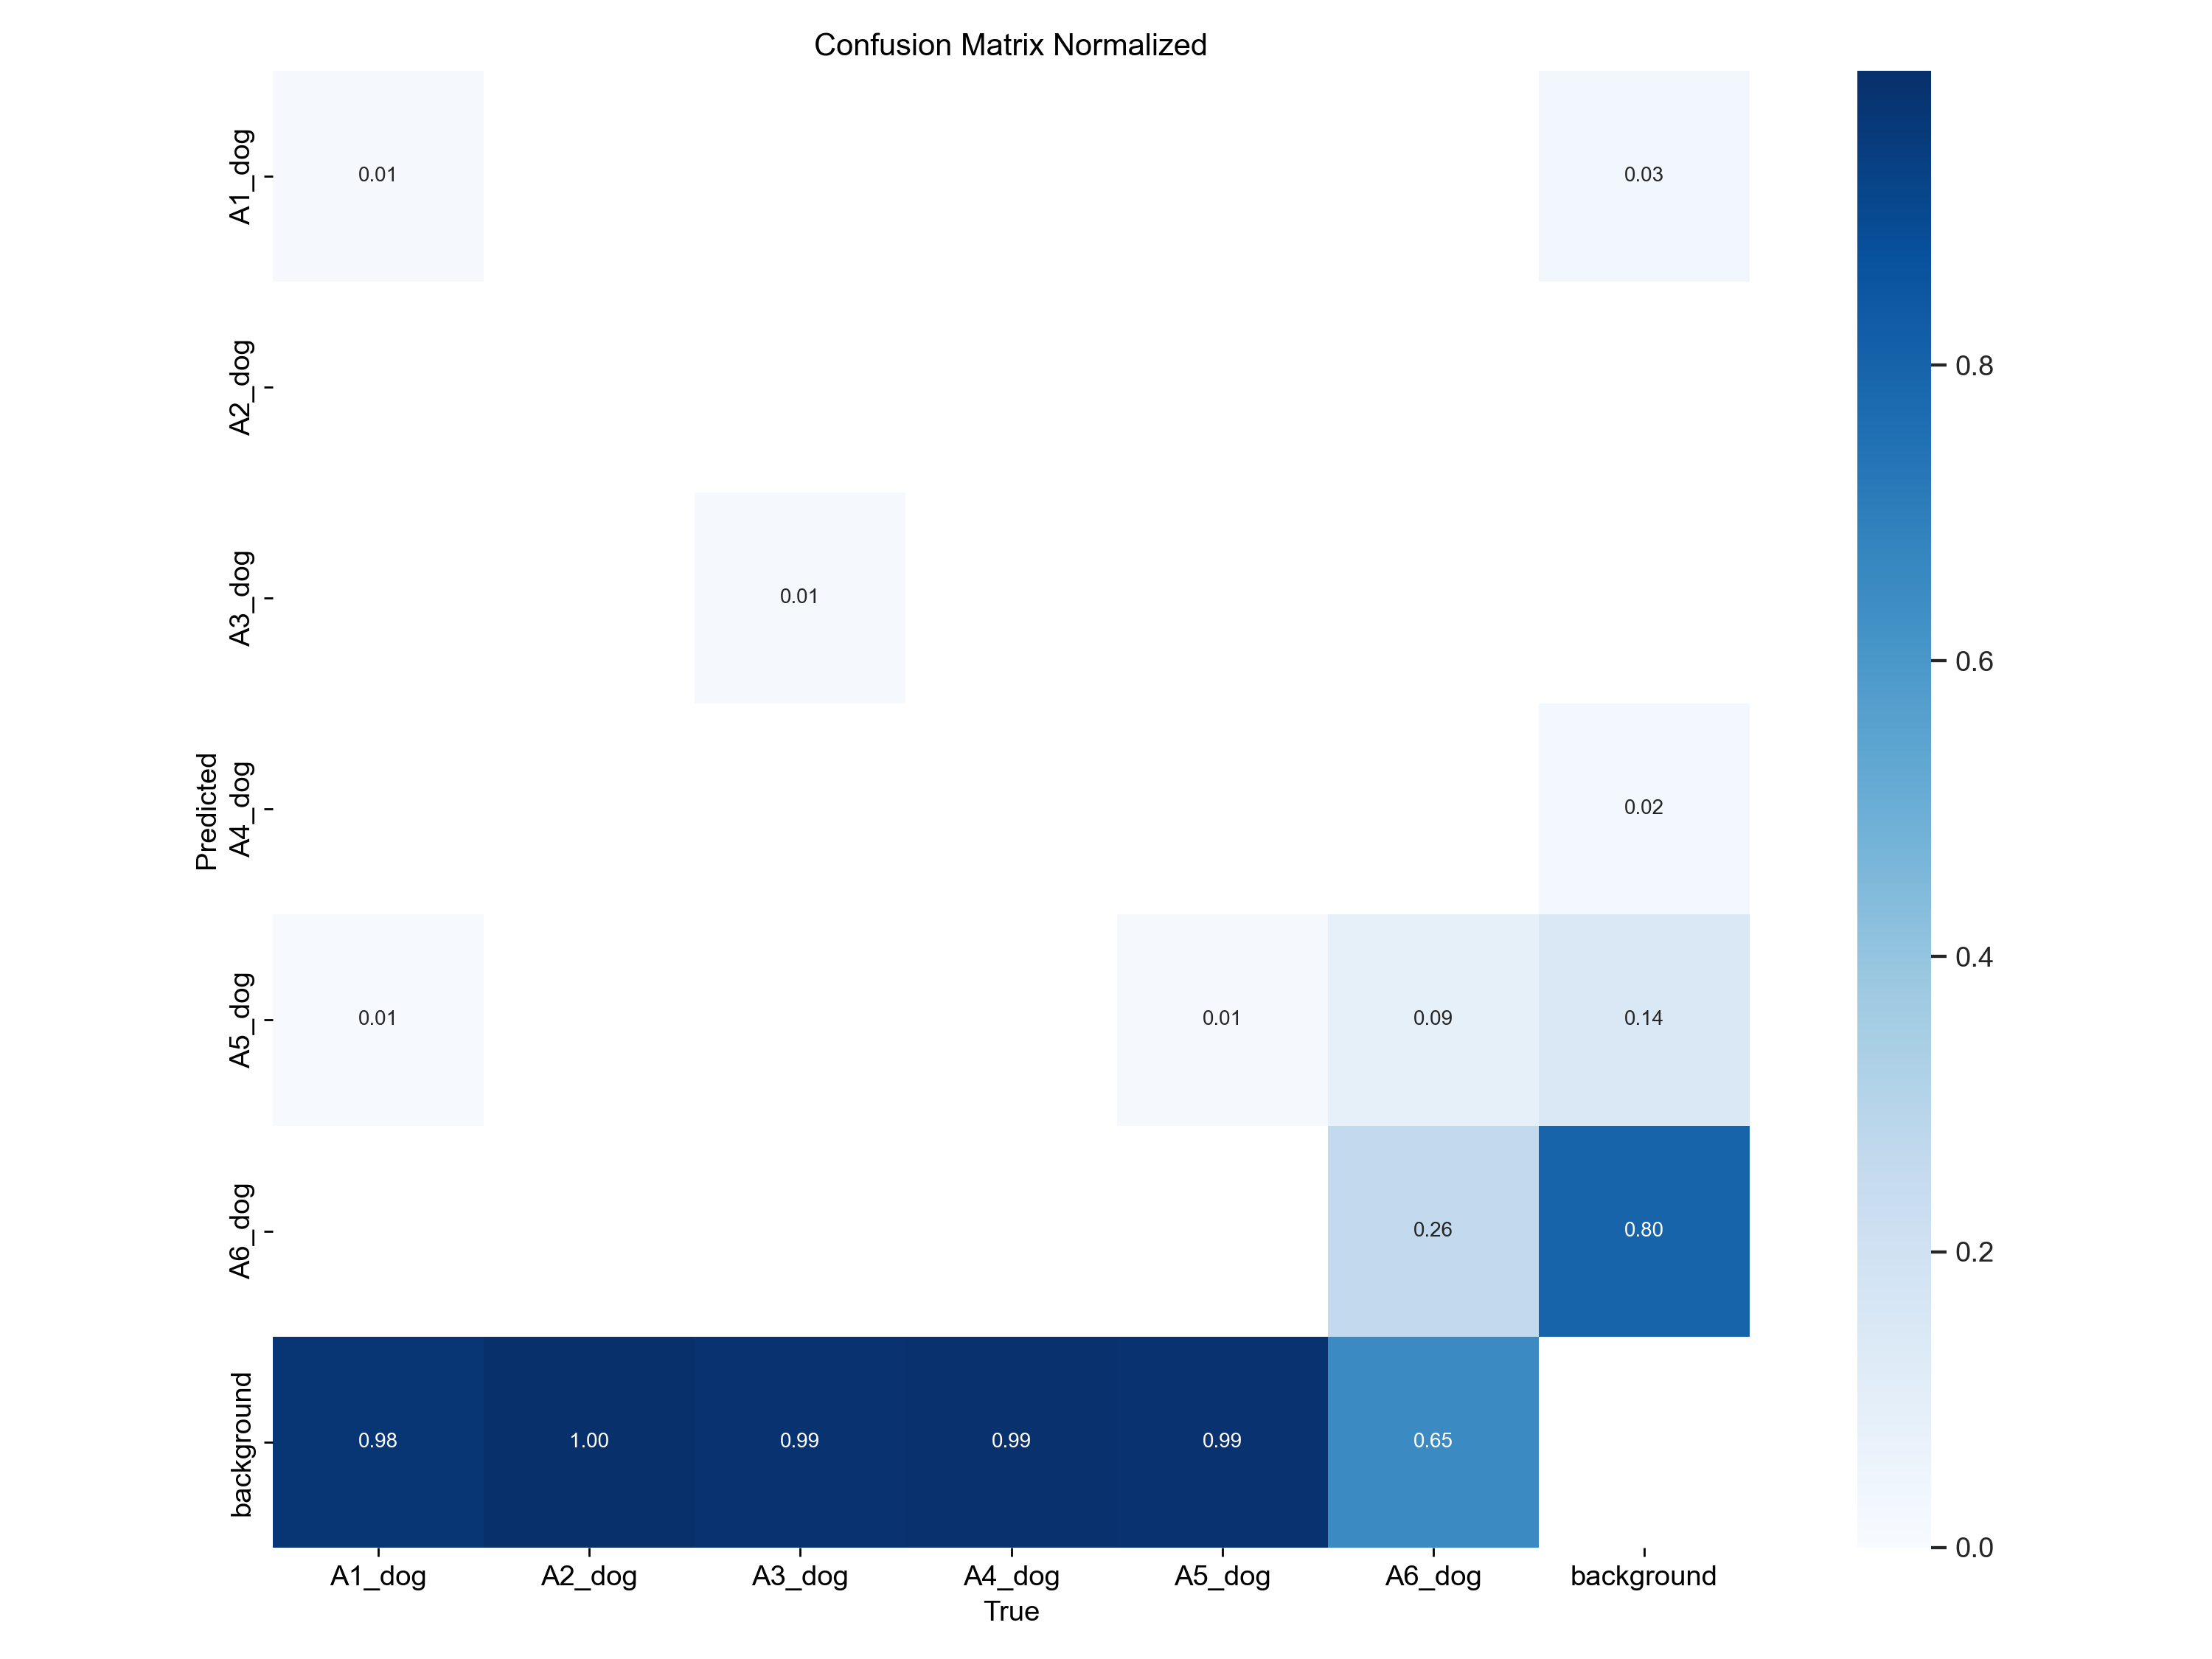 Confusion Matrix Normalized
A1_dog
0.01
0.03
A2_dog
A3_dog
0.01
Predicted
A4_dog
0.02
A5_dog
0.01
0.01
0.09
0.14
A6_dog
0.26
0.80
background
0.98
1.00
0.99
0.99
0.99
0.65
A1_dog
A2_dog
A3_dog
A4_dog
A5_dog
A6_dog
background
True
0.8
0.6
0.4
0.2
0.0